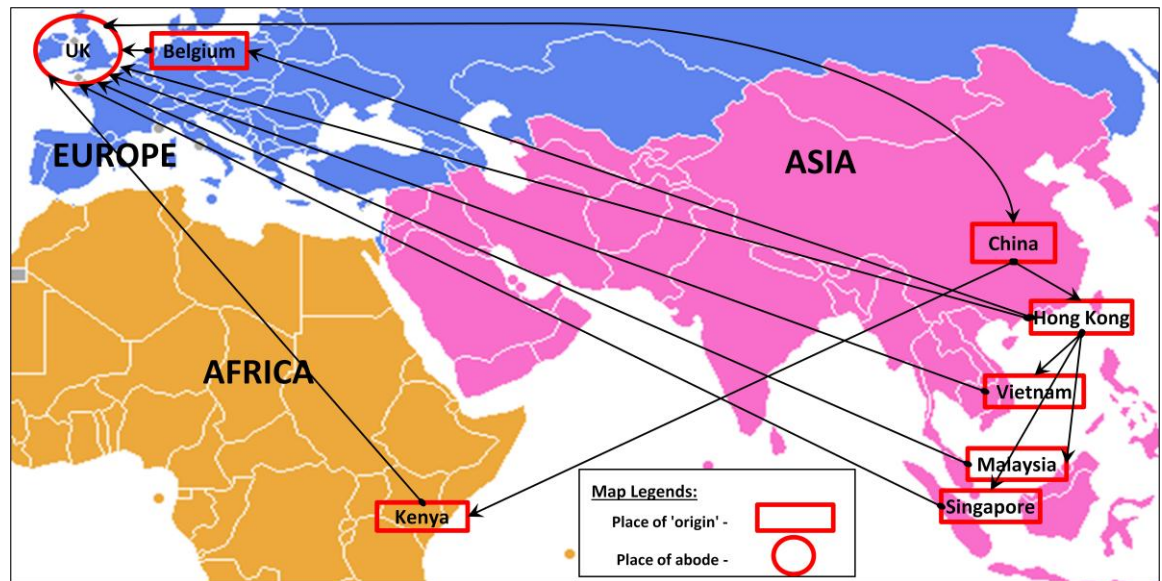 UK
Belgium
EUROPE
ASIA
China
Hong Kong
AFRICA
Vietnam
Malaysia
Singapore
Kenya
Map Legends:
Place of 'origin' -
Place of abode -